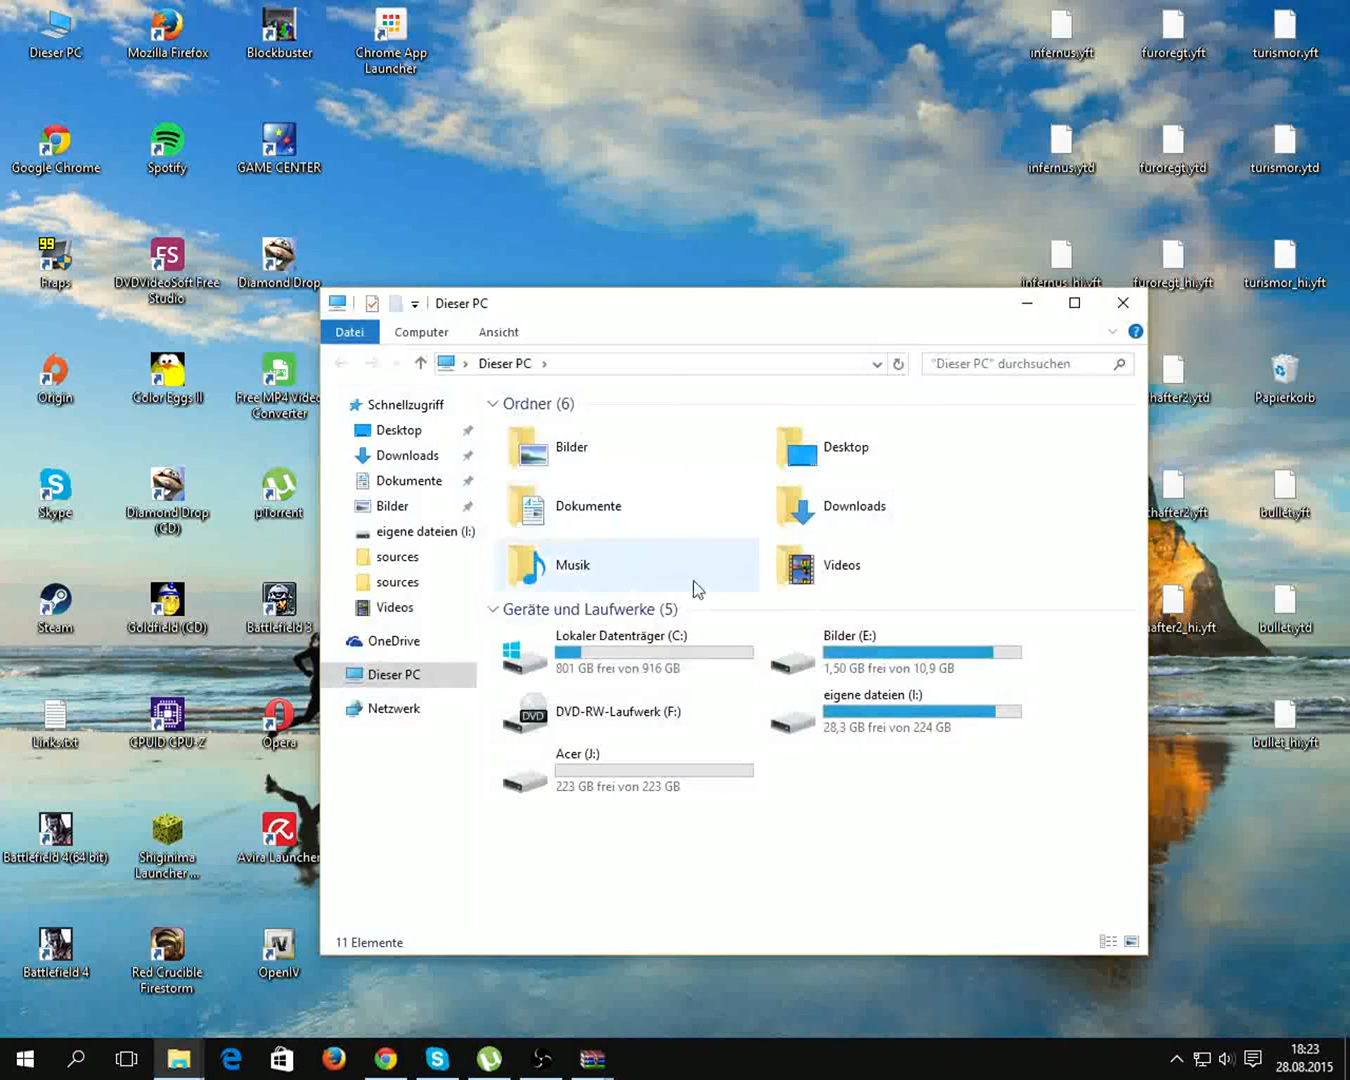 Dieser PC
Mozilla Firefox
Blockbuster
Chrome App
Launcher
infernus.yft
furoregt.yft
turismor.yft
Google Chrome
Spotify
GAME CENTER
infernus.ytd
furoregt.ytd
turismor.ytd
99
Fraps
FS
DVDVideoSoft Free
Studio
Diamond Drop
infernus_hi.yft
furoregt_hi.yft
turismor_hi.yft
Dieser PC
Datei
Computer
Ansicht
Dieser PC
"Dieser PC" durchsuchen
Origin
Color Eggs II
Free MP4 Video
Converter
hafter2.ytd
Papierkorb
Schnellzugriff
Desktop
Downloads
Dokumente
Bilder
eigene dateien (I:)
sources
sources
Videos
OneDrive
Dieser PC
Netzwerk
Ordner (6)
Bilder
Desktop
Dokumente
Downloads
Musik
Videos
Geräte und Laufwerke (5)
Lokaler Datenträger (C:)
801 GB frei von 916 GB
Bilder (E:)
1,50 GB frei von 10,9 GB
DVD
DVD-RW-Laufwerk (F:)
eigene dateien (I:)
28,3 GB frei von 224 GB
Acer (J:)
223 GB frei von 223 GB
11 Elemente
Skype
Diamond Drop
(CD)
µTorrent
hafter2.yft
bullet.yft
Steam
Goldfield (CD)
Battlefield 3
hafter2_hi.yft
bullet.ytd
Links.txt
CPUID CPU-Z
Opera
bullet_hi.yft
Battlefield 4(64 bit)
Shiginima
Launcher ...
Avira Launcher
Battlefield 4
Red Crucible
Firestorm
OpenIV
18:23
28.08.2015